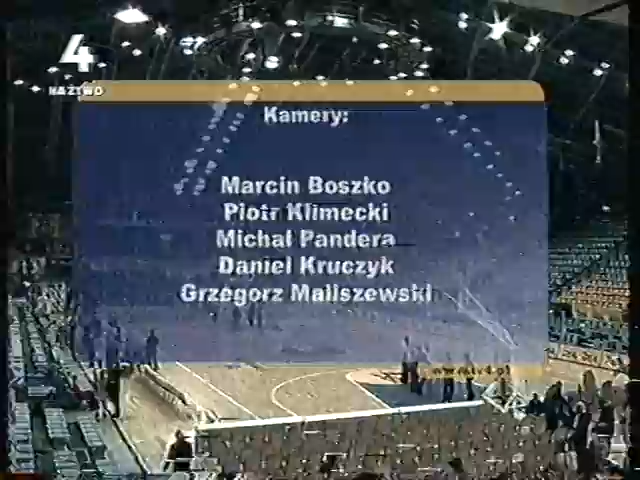 4
NA ŻYWO
Kamery:
Marcin Boszko
Piotr Klimecki
Michał Pandera
Daniel Kruczyk
Grzegorz Maliszewski
www.tv4.pl